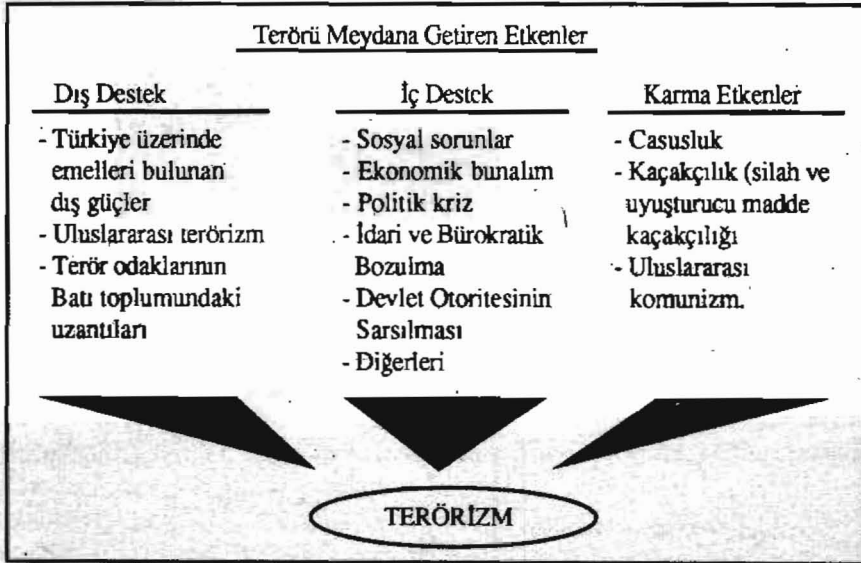 Terörü Meydana Getiren Etkenler
Dış Destek
- Türkiye üzerinde
emelleri bulunan
dış güçler
- Uluslararası terörizm
- Terör odaklarının
Batı toplumundaki
uzantıları
İç Destek
- Sosyal sorunlar
- Ekonomik bunalım
- Politik kriz
- İdari ve Bürokratik
Bozulma
- Devlet Otoritesinin
Sarsılması
- Diğerleri
Karma Etkenler
- Casusluk
- Kaçakçılık (silah ve
uyuşturucu madde
kaçakçılığı
- Uluslararası
komunizm.
TERÖRİZM